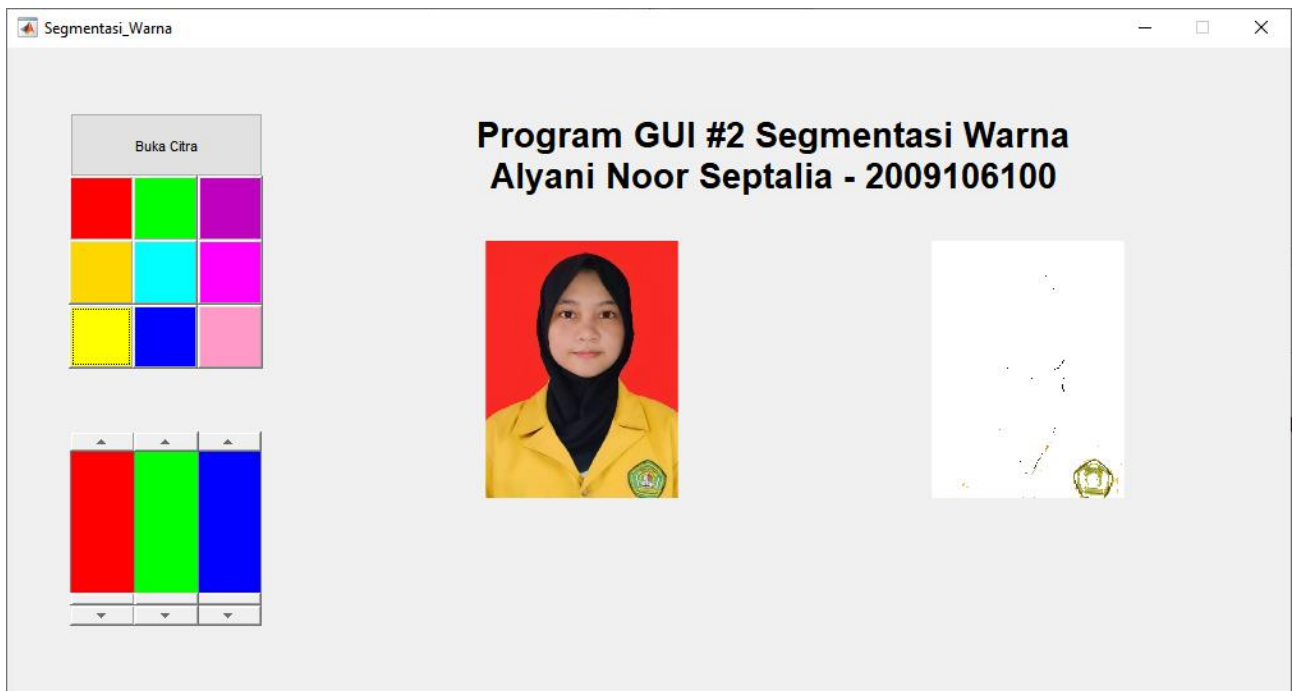 Segmentasi_Warna
Buka Citra
Program GUI #2 Segmentasi Warna
Alyani Noor Septalia - 2009106100